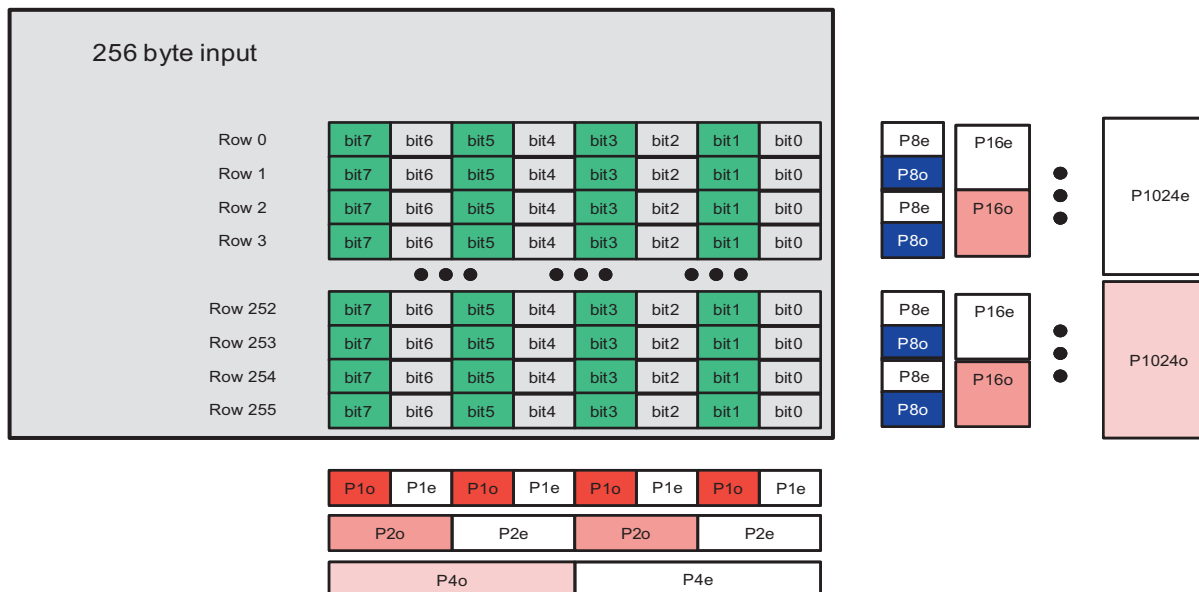 256 byte input
Row 0 bit7 bit6 bit5 bit4 bit3 bit2 bit1 bit0 P8e P16e
Row 1 bit7 bit6 bit5 bit4 bit3 bit2 bit1 bit0 P8o
Row 2 bit7 bit6 bit5 bit4 bit3 bit2 bit1 bit0 P8e P16o P1024e
Row 3 bit7 bit6 bit5 bit4 bit3 bit2 bit1 bit0 P8o
Row 252 bit7 bit6 bit5 bit4 bit3 bit2 bit1 bit0 P8e P16e
Row 253 bit7 bit6 bit5 bit4 bit3 bit2 bit1 bit0 P8o P1024o
Row 254 bit7 bit6 bit5 bit4 bit3 bit2 bit1 bit0 P8e P16o
Row 255 bit7 bit6 bit5 bit4 bit3 bit2 bit1 bit0 P8o
P1o P1e P1o P1e P1o P1e P1o P1e
P2o P2e P2o P2e
P4o P4e